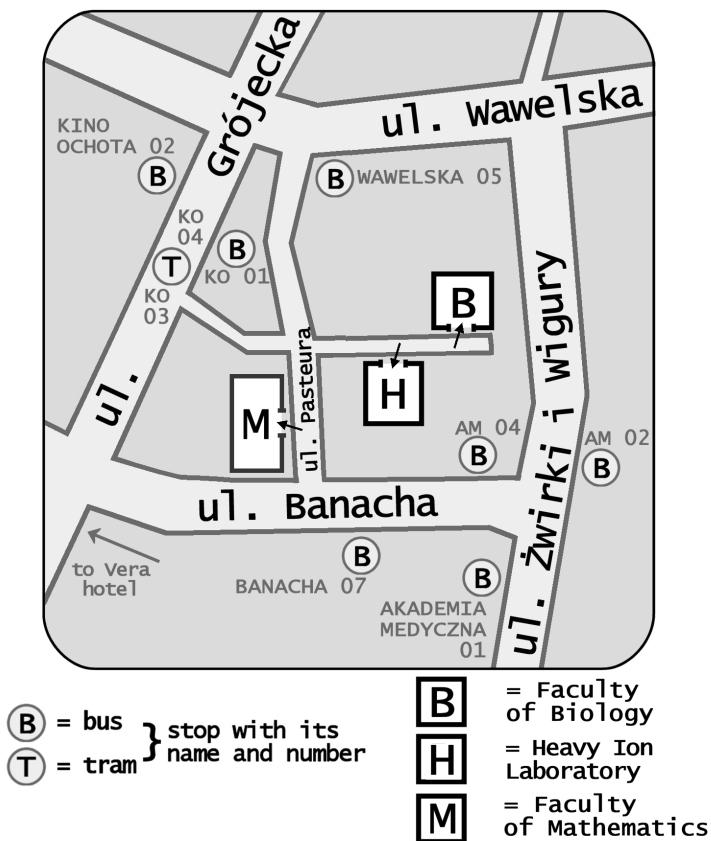 ul. Grójecka
ul. Wawelska
KINO
OCHOTA 02
B
B WAWELSKA 05
KO
04
B
KO 01
T
KO
03
B
ul. Żwirki i Wigury
ul. Pasteura
H
M
AM 04
B
AM 02
B
ul. Banacha
to Vera
hotel
B
BANACHA 07
B
AKADEMIA
MEDYCZNA
01
B = bus
T = tram
} stop with its
name and number
B = Faculty
of Biology
H = Heavy Ion
Laboratory
M = Faculty
of Mathematics